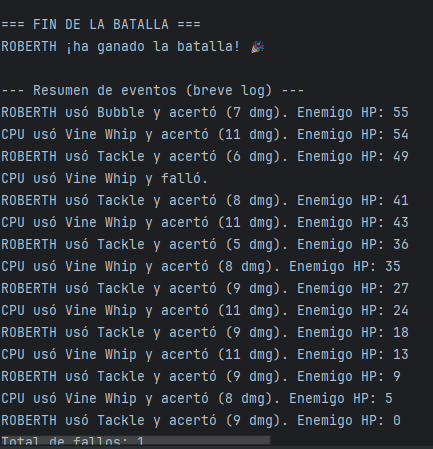 === FIN DE LA BATALLA ===
ROBERTH ¡ha ganado la batalla! 🎉
--- Resumen de eventos (breve log) ---
ROBERTH usó Bubble y acertó (7 dmg). Enemigo HP: 55
CPU usó Vine Whip y acertó (11 dmg). Enemigo HP: 54
ROBERTH usó Tackle y acertó (6 dmg). Enemigo HP: 49
CPU usó Vine Whip y falló.
ROBERTH usó Tackle y acertó (8 dmg). Enemigo HP: 41
CPU usó Vine Whip y acertó (11 dmg). Enemigo HP: 43
ROBERTH usó Tackle y acertó (5 dmg). Enemigo HP: 36
CPU usó Vine Whip y acertó (8 dmg). Enemigo HP: 35
ROBERTH usó Tackle y acertó (9 dmg). Enemigo HP: 27
CPU usó Vine Whip y acertó (11 dmg). Enemigo HP: 24
ROBERTH usó Tackle y acertó (9 dmg). Enemigo HP: 18
CPU usó Vine Whip y acertó (11 dmg). Enemigo HP: 13
ROBERTH usó Tackle y acertó (9 dmg). Enemigo HP: 9
CPU usó Vine Whip y acertó (8 dmg). Enemigo HP: 5
ROBERTH usó Tackle y acertó (9 dmg). Enemigo HP: 0
Total de fallos: 1